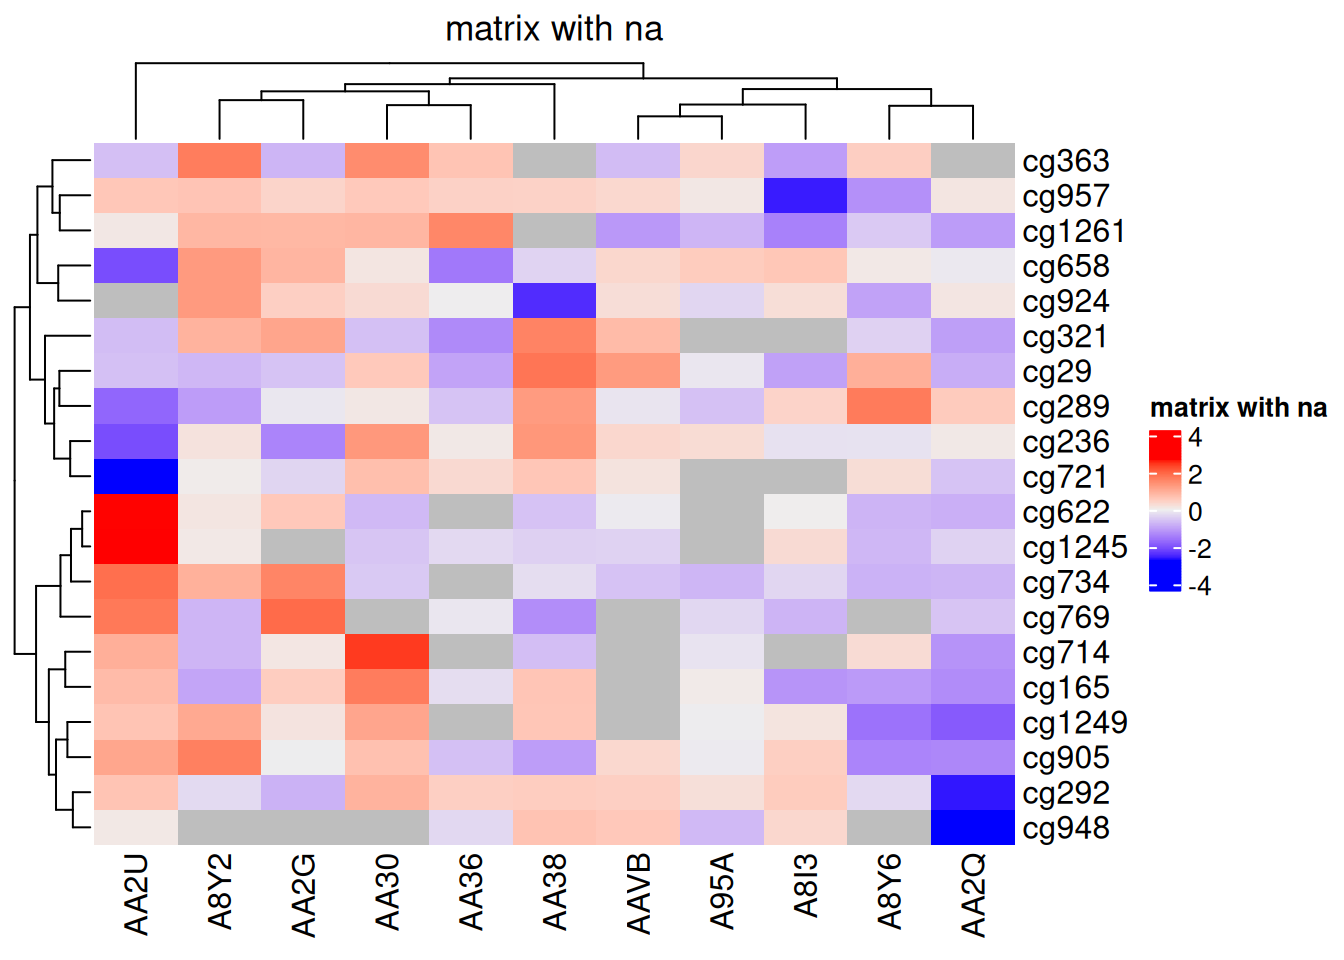 matrix with na
cg363
cg957
cg1261
cg658
cg924
cg321
cg29
cg289
cg236
cg721
cg622
cg1245
cg734
cg769
cg714
cg165
cg1249
cg905
cg292
cg948
AA2U
A8Y2
AA2G
AA30
AA36
AA38
AAVB
A95A
A8I3
A8Y6
AA2Q
matrix with na
4
2
0
-2
-4